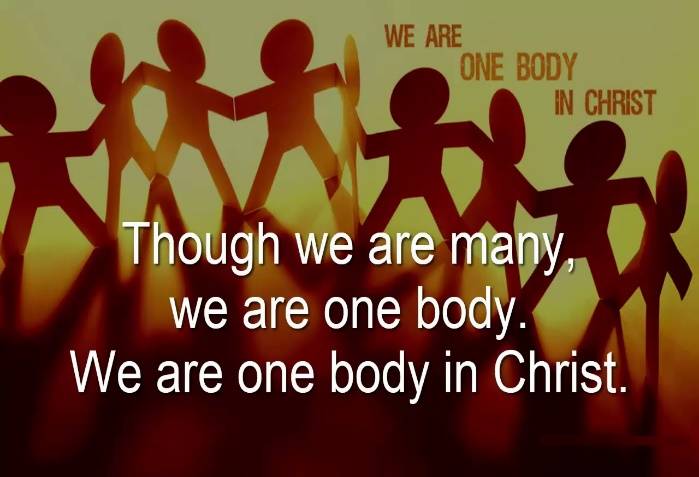 WE ARE
ONE BODY
IN CHRIST
Though we are many,
we are one body.
We are one body in Christ.